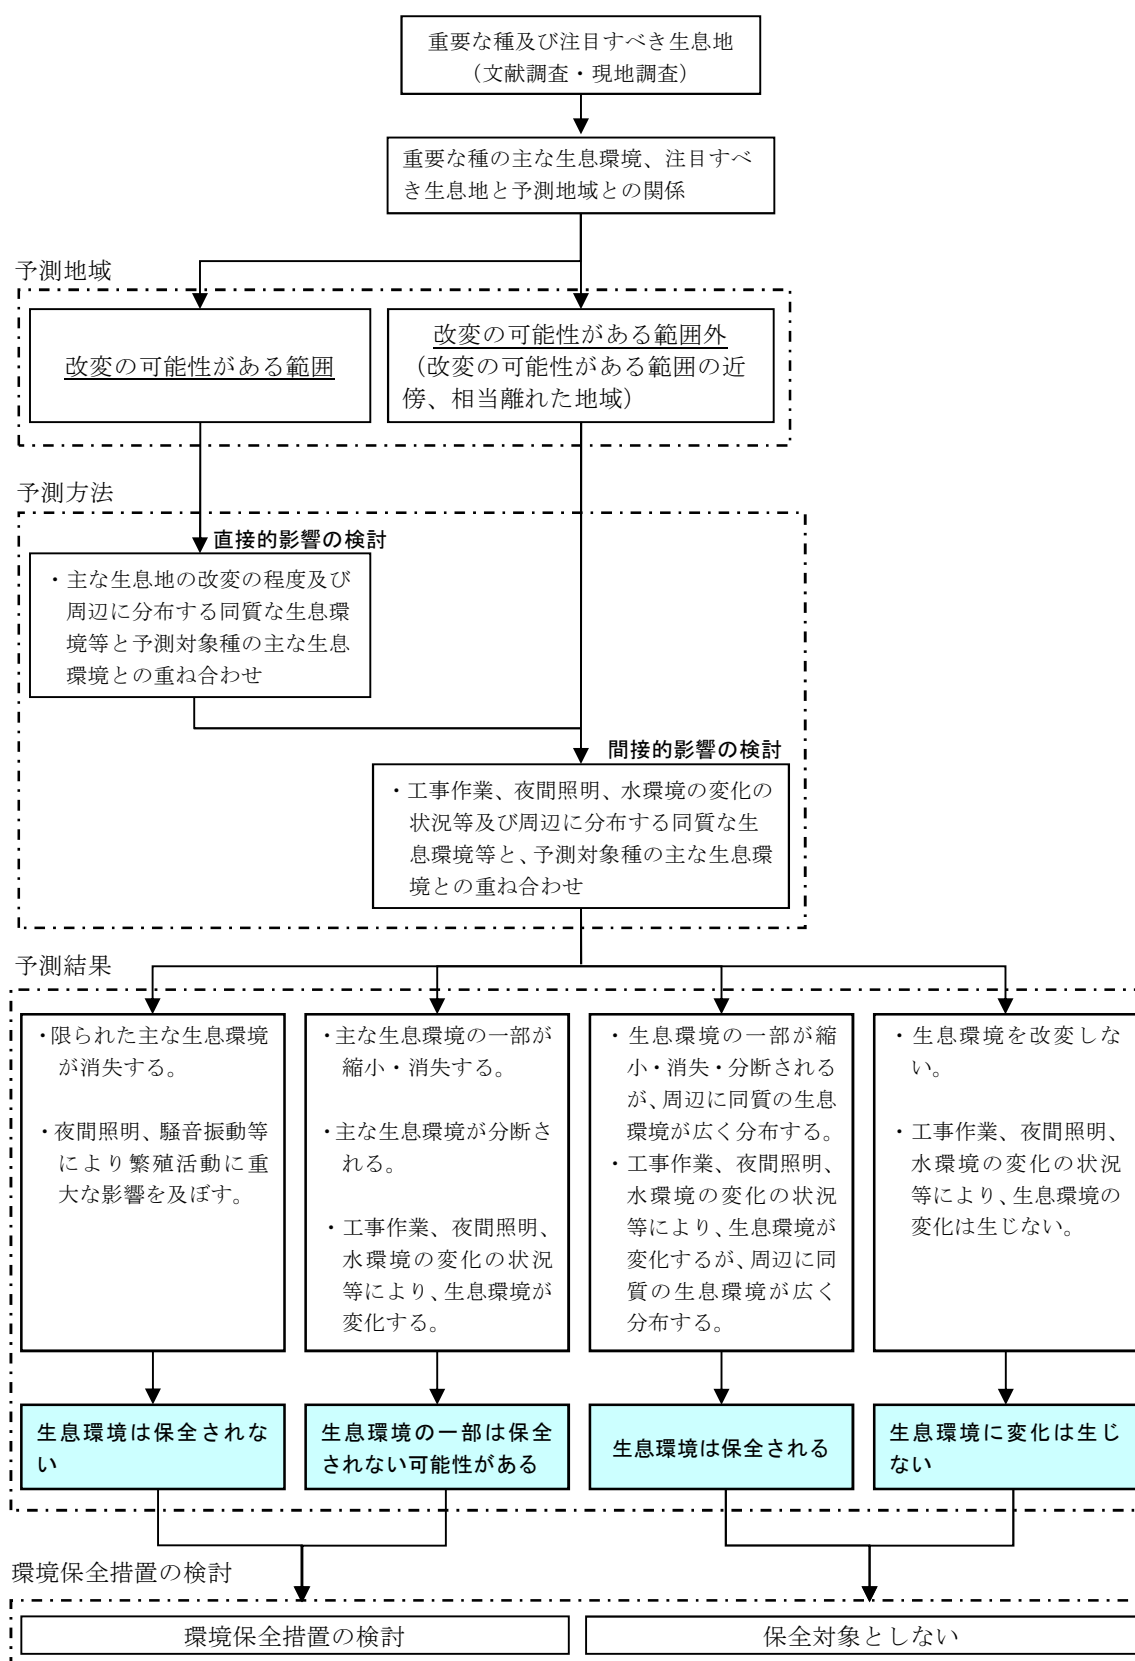 重要な種及び注目すべき生息地
（文献調査・現地調査）
重要な種の主な生息環境、注目すべ
き生息地と予測地域との関係
予測地域
改変の可能性がある範囲
改変の可能性がある範囲外
（改変の可能性がある範囲の近
傍、相当離れた地域）
予測方法
直接的影響の検討
・主な生息地の改変の程度及び
周辺に分布する同質な生息環
境等と予測対象種の主な生息
環境との重ね合わせ
間接的影響の検討
・工事作業、夜間照明、水環境の変化の
状況等及び周辺に分布する同質な生
息環境等と、予測対象種の主な生息環
境との重ね合わせ
予測結果
・限られた主な生息環境
が消失する。
・夜間照明、騒音振動等
により繁殖活動に重
大な影響を及ぼす。
・主な生息環境の一部が
縮小・消失する。
・主な生息環境が分断さ
れる。
・工事作業、夜間照明、
水環境の変化の状況
等により、生息環境が
変化する。
・生息環境の一部が縮
小・消失・分断される
が、周辺に同質の生息
環境が広く分布する。
・工事作業、夜間照明、
水環境の変化の状況
等により、生息環境が
変化するが、周辺に同
質の生息環境が広く
分布する。
・生息環境を改変しな
い。
・工事作業、夜間照明、
水環境の変化の状況
等により、生息環境の
変化は生じない。
生息環境は保全されな
い
生息環境の一部は保全
されない可能性がある
生息環境は保全される
生息環境に変化は生じ
ない
環境保全措置の検討
環境保全措置の検討
保全対象としない